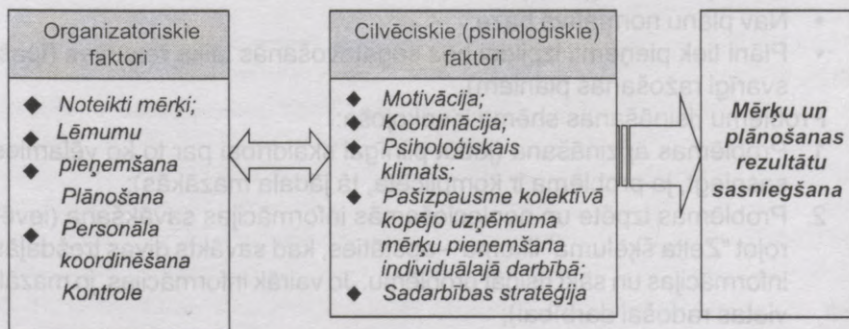 Organizatoriskie
faktori
Noteikti mērķi;
Lēmumu
pieņemšana
Plānošana
Personāla
koordinēšana
Kontrole
Cilvēciskie (psiholoģiskie)
faktori
Motivācija;
Koordinācija;
Psiholoģiskais
klimats;
Pašizpausme kolektīvā
kopējo uzņēmuma
mērķu pieņemšana
individuālajā darbībā;
Sadarbības stratēģija
Mērķu un
plānošanas
rezultātu
sasniegšana